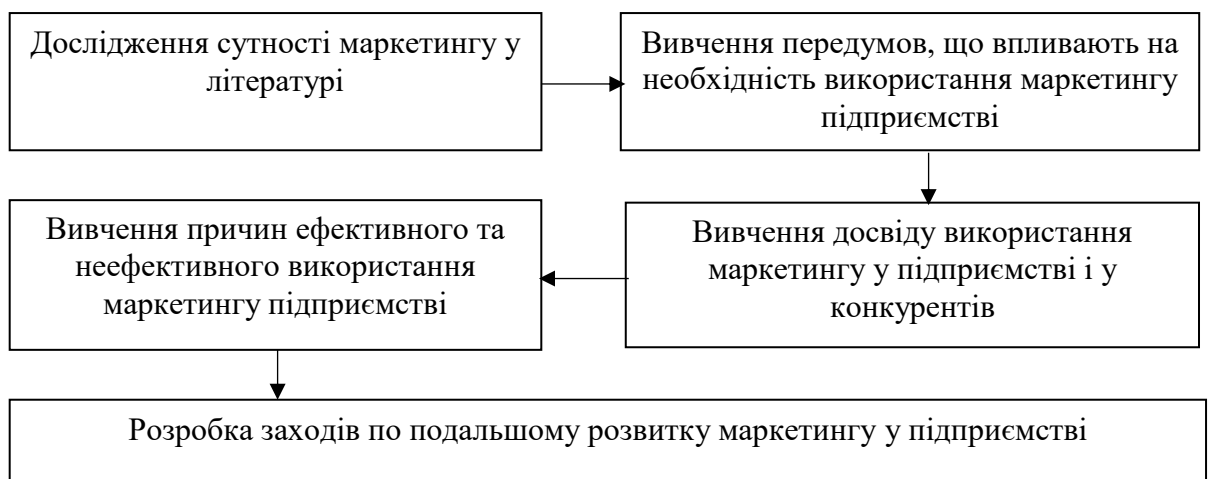 Дослідження сутності маркетингу у
літературі
Вивчення передумов, що впливають на
необхідність використання маркетингу
підприємстві
Вивчення досвіду використання
маркетингу у підприємстві і у
конкурентів
Вивчення причин ефективного та
неефективного використання
маркетингу підприємстві
Розробка заходів по подальшому розвитку маркетингу у підприємстві